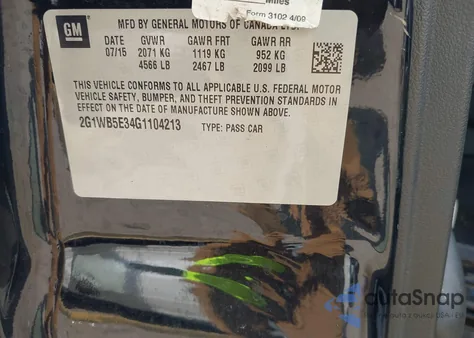 Miles
Form 3102 4/09
GM
MFD BY GENERAL MOTORS OF CANADA LTD.
DATE GVWR GAWR FRT GAWR RR
07/15 2071 KG 1119 KG 952 KG
4566 LB 2467 LB 2099 LB
THIS VEHICLE CONFORMS TO ALL APPLICABLE U.S. FEDERAL MOTOR
VEHICLE SAFETY, BUMPER, AND THEFT PREVENTION STANDARDS IN
EFFECT ON THE DATE OF MANUFACTURE SHOWN ABOVE.
2G1WB5E34G1104213 TYPE: PASS CAR
autaSnap